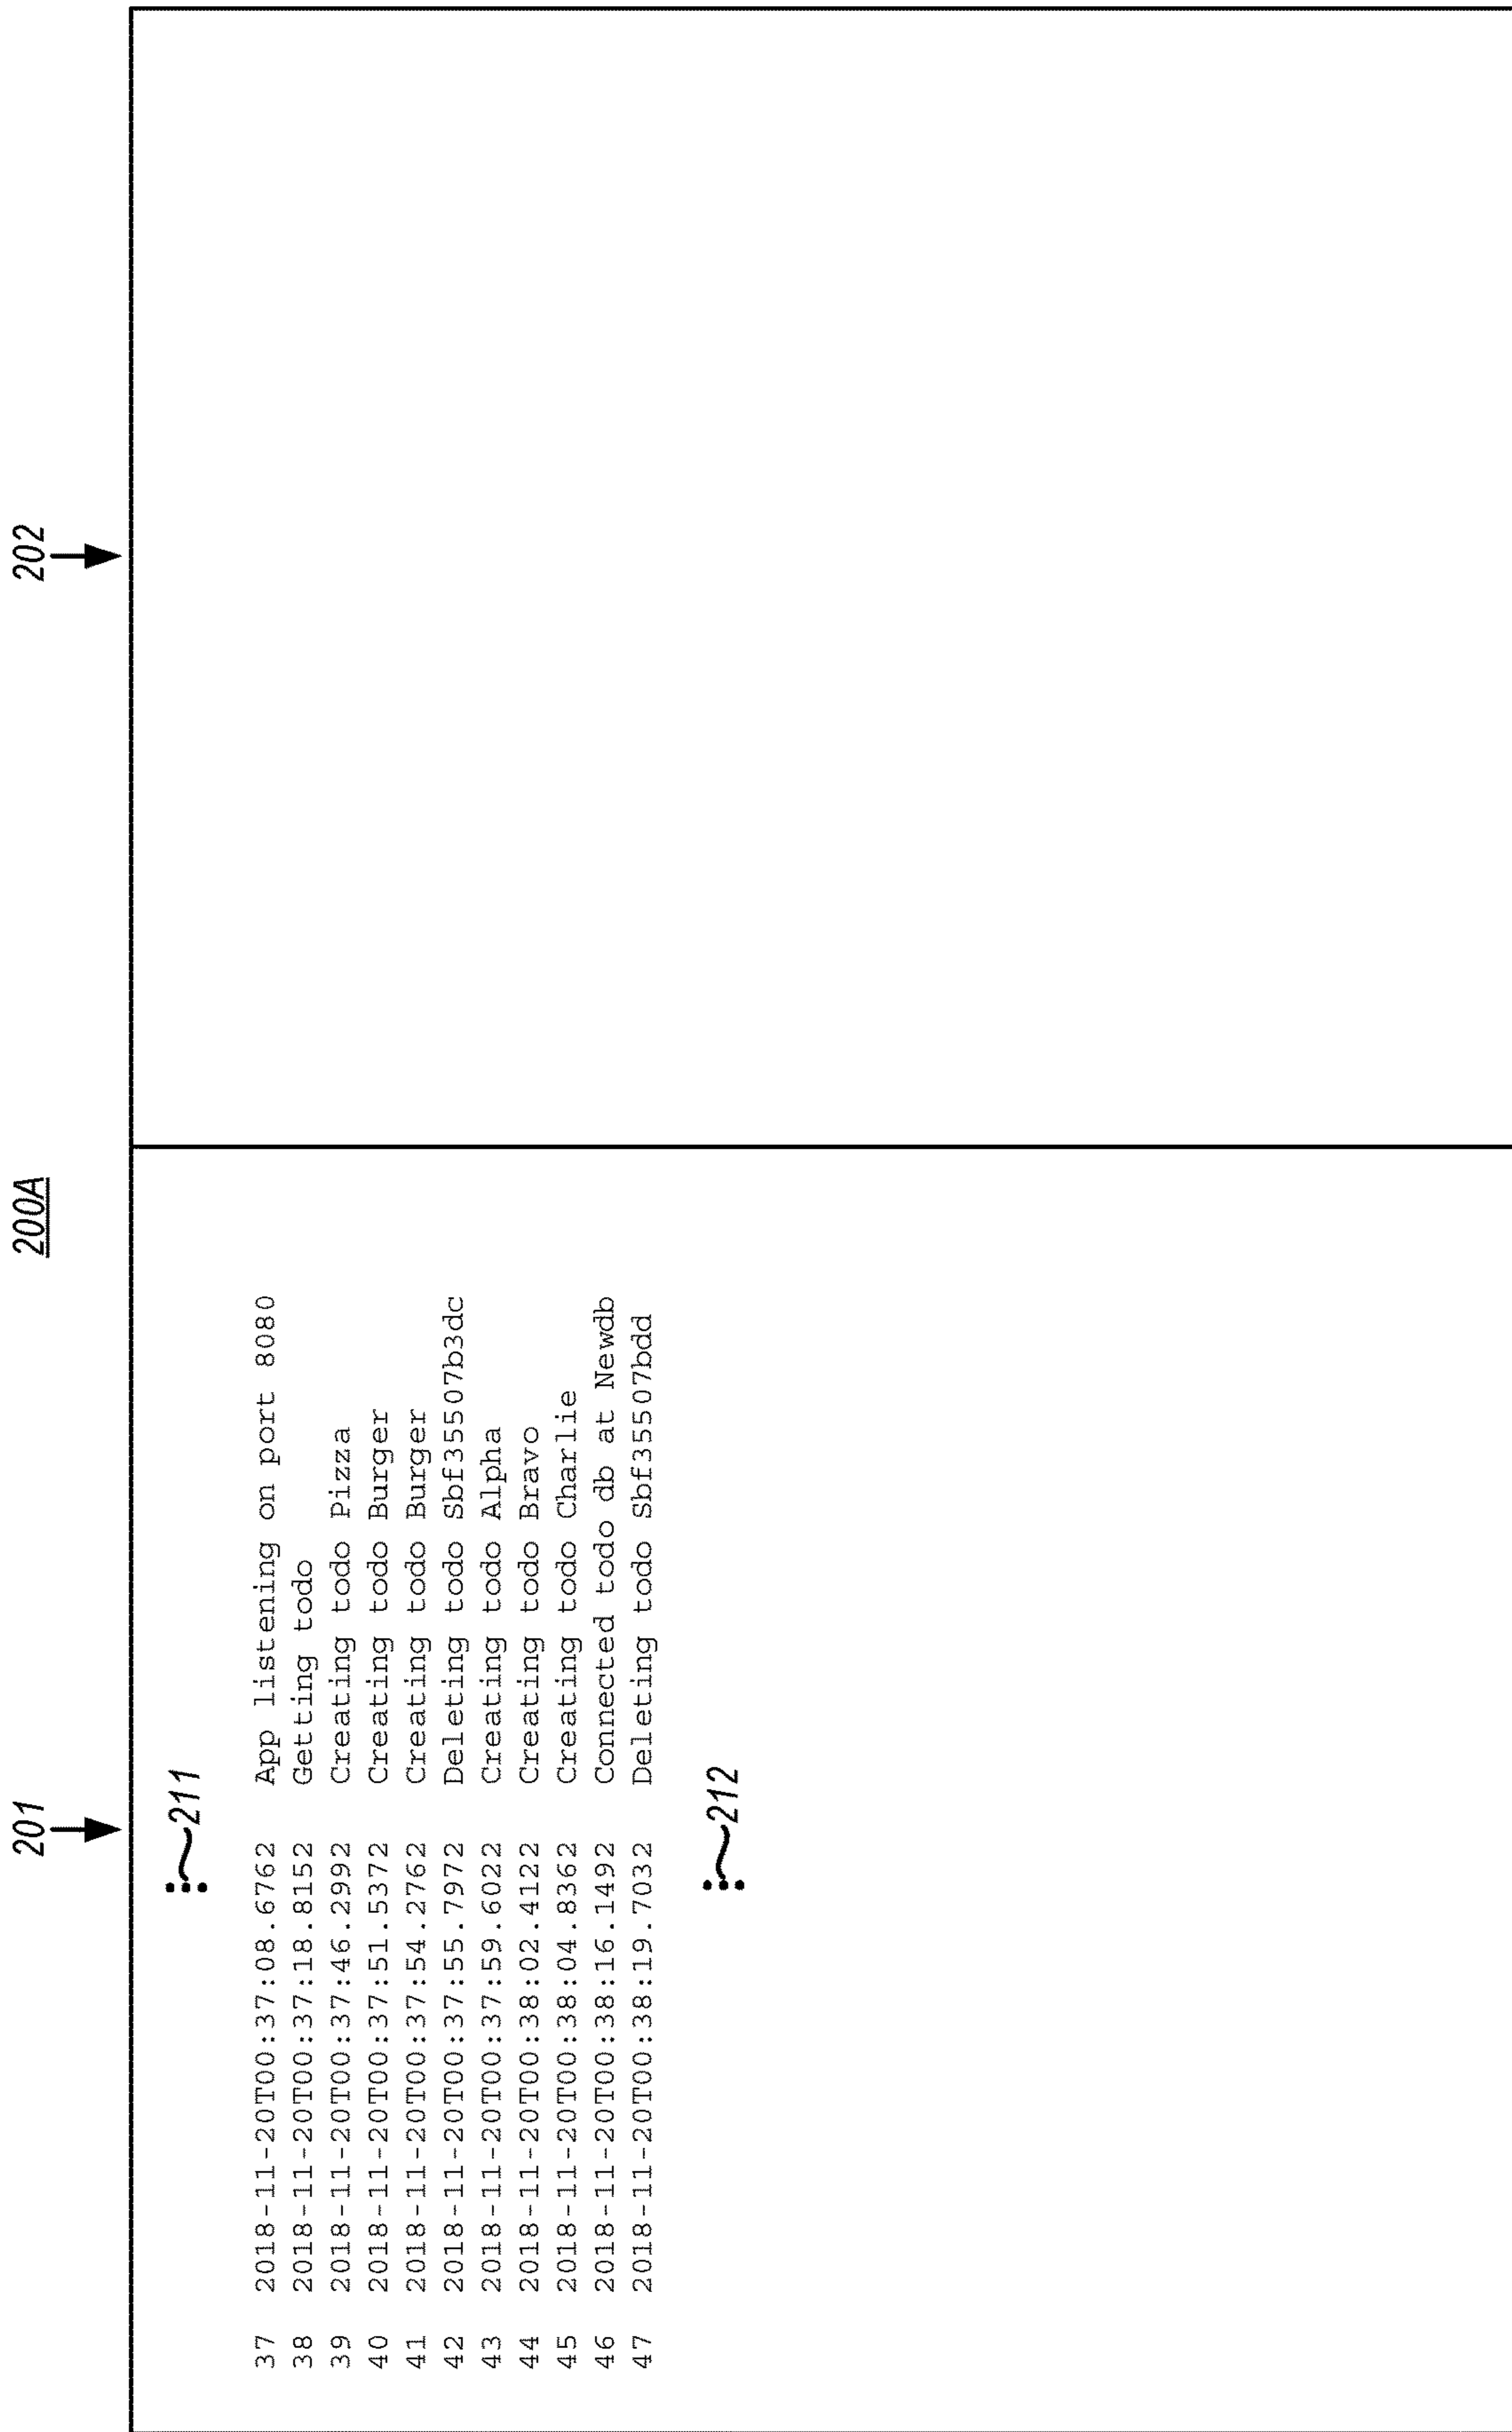 200A
201
202
211
37 2018-11-20T00:37:08.6762 App listening on port 8080
38 2018-11-20T00:37:18.8152 Getting todo
39 2018-11-20T00:37:46.2992 Creating todo Pizza
40 2018-11-20T00:37:51.5372 Creating todo Burger
41 2018-11-20T00:37:54.2762 Creating todo Burger
42 2018-11-20T00:37:55.7972 Deleting todo Sbf35507b3dc
43 2018-11-20T00:37:59.6022 Creating todo Alpha
44 2018-11-20T00:38:02.4122 Creating todo Bravo
45 2018-11-20T00:38:04.8362 Creating todo Charlie
46 2018-11-20T00:38:16.1492 Connected todo db at Newdb
47 2018-11-20T00:38:19.7032 Deleting todo Sbf35507bdd
212